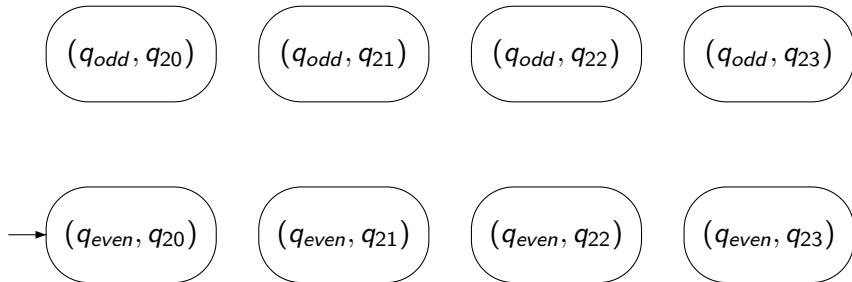 (q_odd, q_20) (q_odd, q_21) (q_odd, q_22) (q_odd, q_23)
(q_even, q_20) (q_even, q_21) (q_even, q_22) (q_even, q_23)